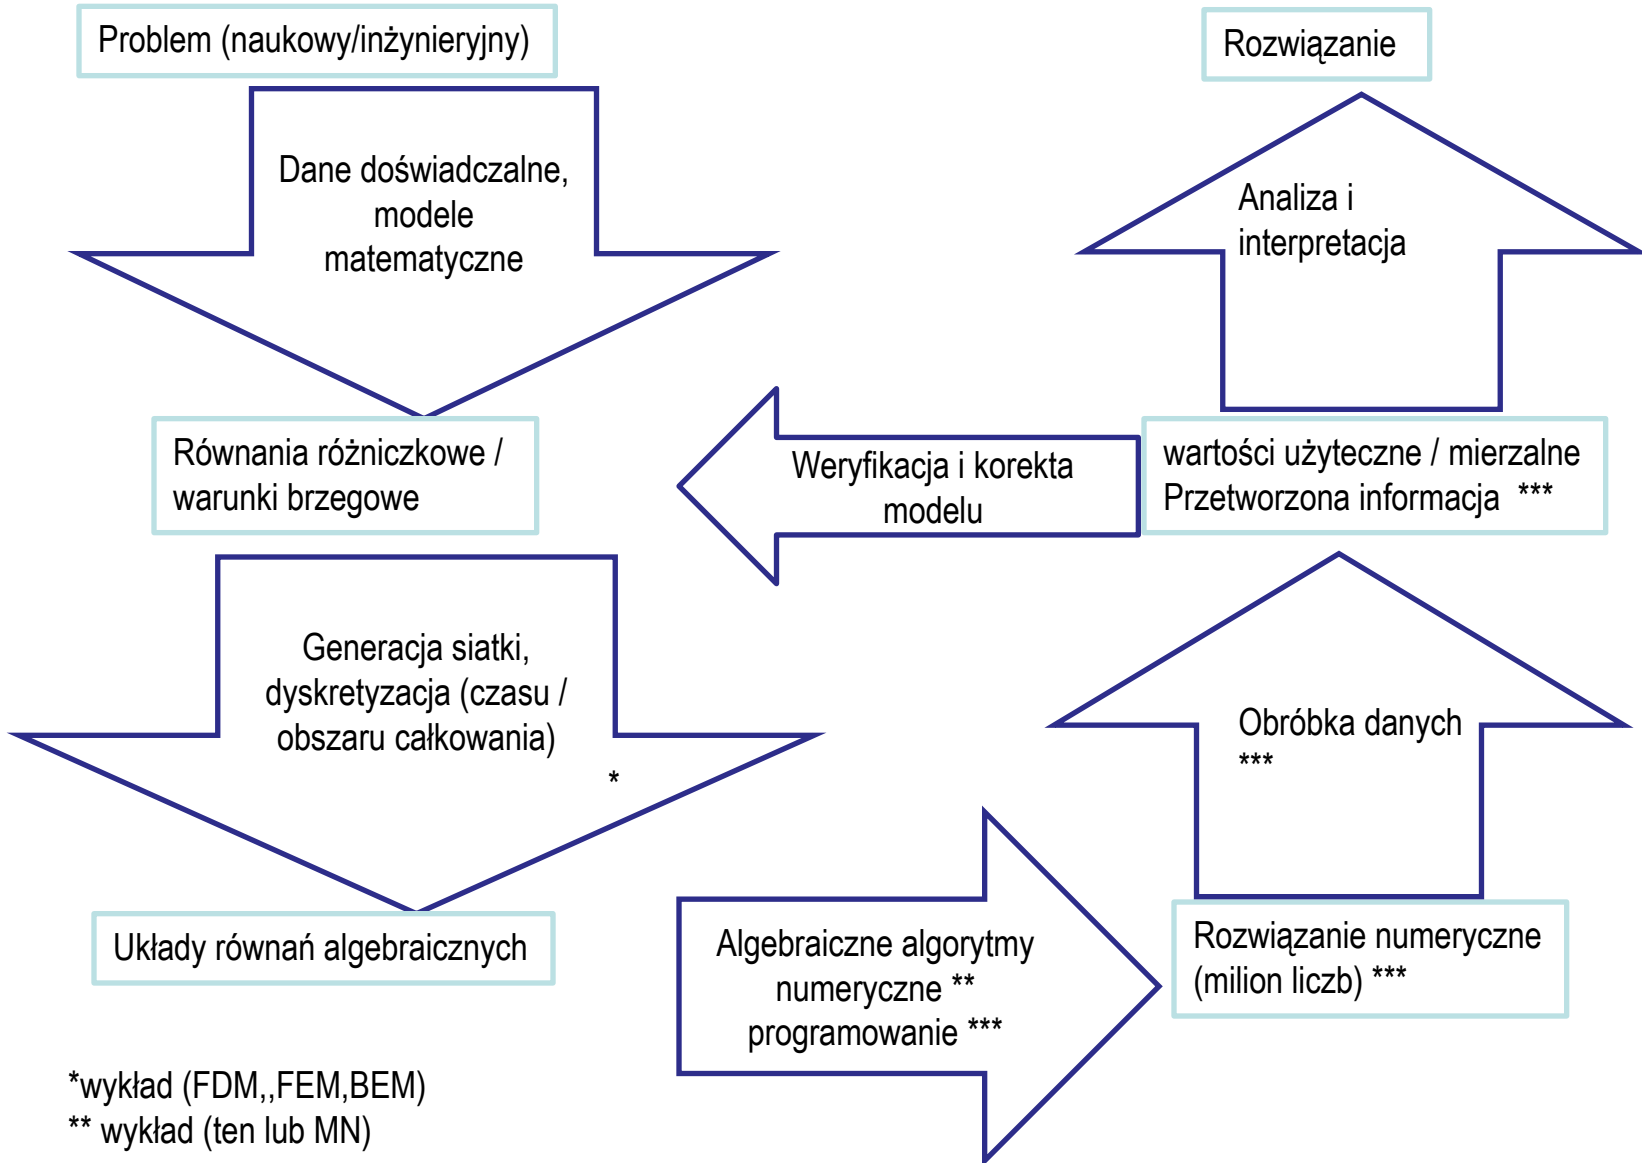 Problem (naukowy/inżynieryjny)
Dane doświadczalne,
modele
matematyczne
Równania różniczkowe /
warunki brzegowe
Generacja siatki,
dyskretyzacja (czasu /
obszaru całkowania)
*
Układy równań algebraicznych
Algebraiczne algorytmy
numeryczne **
programowanie ***
Rozwiązanie numeryczne
(milion liczb) ***
Obróbka danych
***
wartości użyteczne / mierzalne
Przetworzona informacja ***
Weryfikacja i korekta
modelu
Analiza i
interpretacja
Rozwiązanie
*wykład (FDM,,FEM,BEM)
** wykład (ten lub MN)